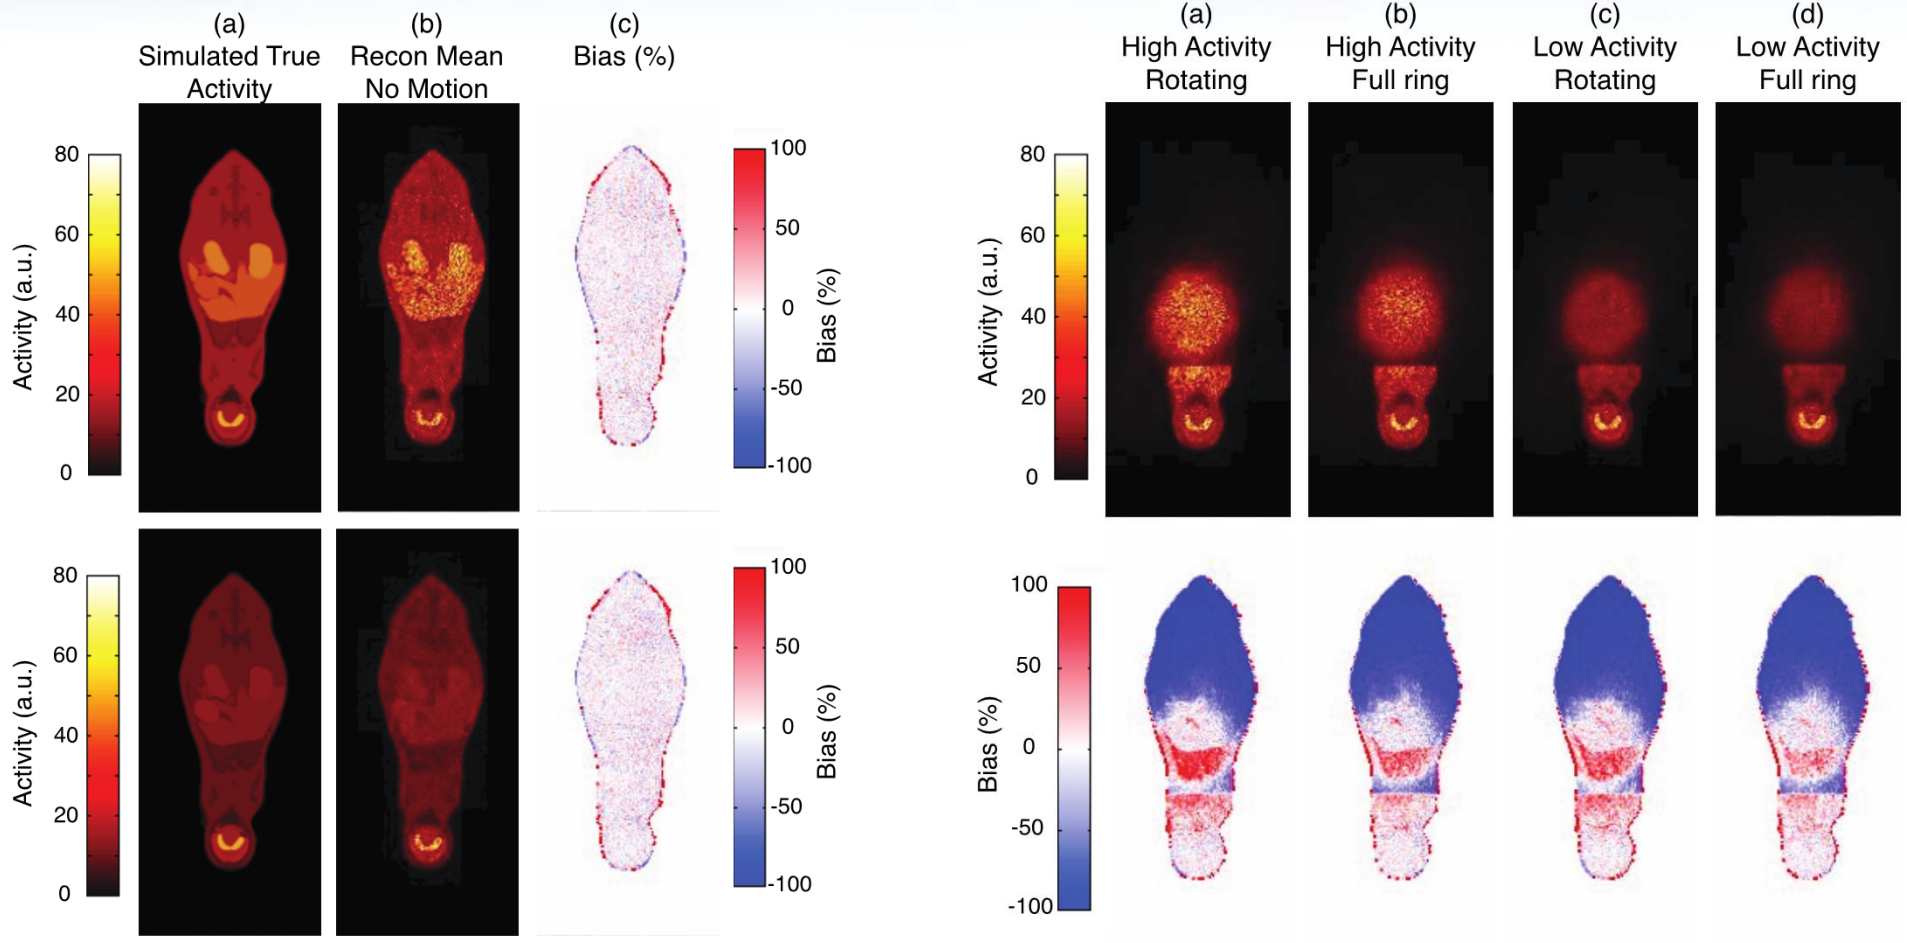 (a)
Simulated True
Activity
(b)
Recon Mean
No Motion
(c)
Bias (%)
80
60
40
20
0
Activity (a.u.)
100
50
0
-50
-100
Bias (%)
80
60
40
20
0
Activity (a.u.)
100
50
0
-50
-100
Bias (%)
(a)
High Activity
Rotating
(b)
High Activity
Full ring
(c)
Low Activity
Rotating
(d)
Low Activity
Full ring
80
60
40
20
0
Activity (a.u.)
100
50
0
-50
-100
Bias (%)